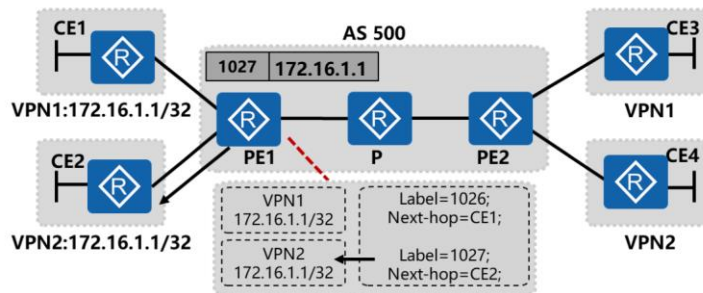 AS 500
CE1
R
VPN1:172.16.1.1/32
1027 172.16.1.1
CE3
R
VPN1
R
PE1
R
P
R
PE2
CE2
R
VPN2:172.16.1.1/32
CE4
R
VPN2
VPN1
172.16.1.1/32
Label=1026;
Next-hop=CE1;
VPN2
172.16.1.1/32
Label=1027;
Next-hop=CE2;